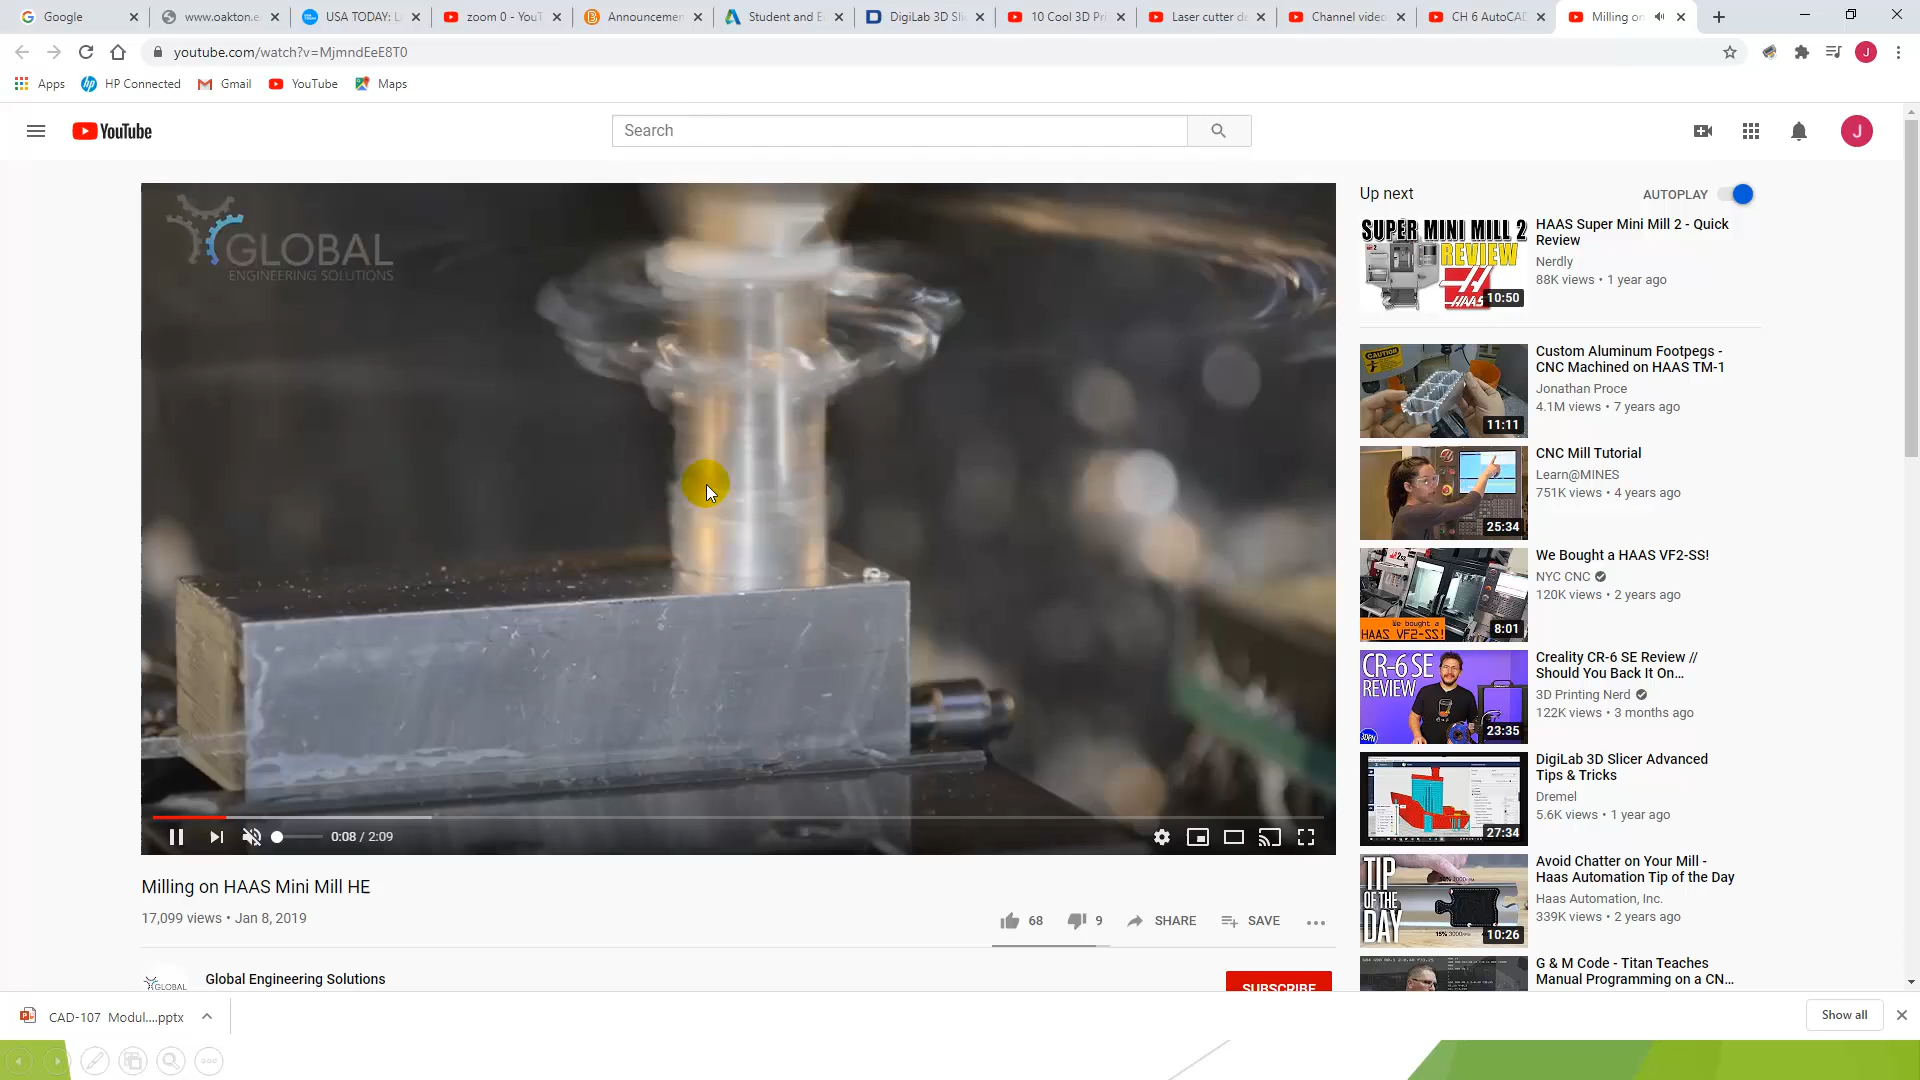 Google
www.oakton.e
USA TODAY: L
zoom 0 - YouT
Announcemen
Student and E
DigiLab 3D Sli
10 Cool 3D Pri
Laser cutter de
Channel video
CH 6 AutoCAD
Milling on
youtube.com/watch?v=MjmndEeE8T0
J
Apps
HP Connected
Gmail
YouTube
Maps
YouTube
Search
J
GLOBAL
ENGINEERING SOLUTIONS
0:08 / 2:09
Milling on HAAS Mini Mill HE
17,099 views • Jan 8, 2019
68
9
SHARE
SAVE
GLOBAL
Global Engineering Solutions
SUBSCRIBE
Up next
AUTOPLAY
SUPER MINI MILL 2
REVIEW
HAAS
10:50
HAAS Super Mini Mill 2 - Quick
Review
Nerdly
88K views • 1 year ago
CAUTION
11:11
Custom Aluminum Footpegs -
CNC Machined on HAAS TM-1
Jonathan Proce
4.1M views • 7 years ago
25:34
CNC Mill Tutorial
Learn@MINES
751K views • 4 years ago
We bought a
HAAS VF2-SS!
8:01
We Bought a HAAS VF2-SS!
NYC CNC
120K views • 2 years ago
CR-6 SE
REVIEW
3DPN
23:35
Creality CR-6 SE Review //
Should You Back It On...
3D Printing Nerd
122K views • 3 months ago
27:34
DigiLab 3D Slicer Advanced
Tips & Tricks
Dremel
5.6K views • 1 year ago
TIP
OF THE
DAY
10:26
Avoid Chatter on Your Mill -
Haas Automation Tip of the Day
Haas Automation, Inc.
339K views • 2 years ago
G & M Code - Titan Teaches
Manual Programming on a CN...
CAD-107 Modul....pptx
Show all